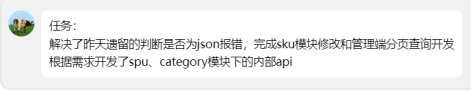 任务：
解决了昨天遗留的判断是否为json报错，完成sku模块修改和管理端分页查询开发
根据需求开发了spu、category模块下的内部api